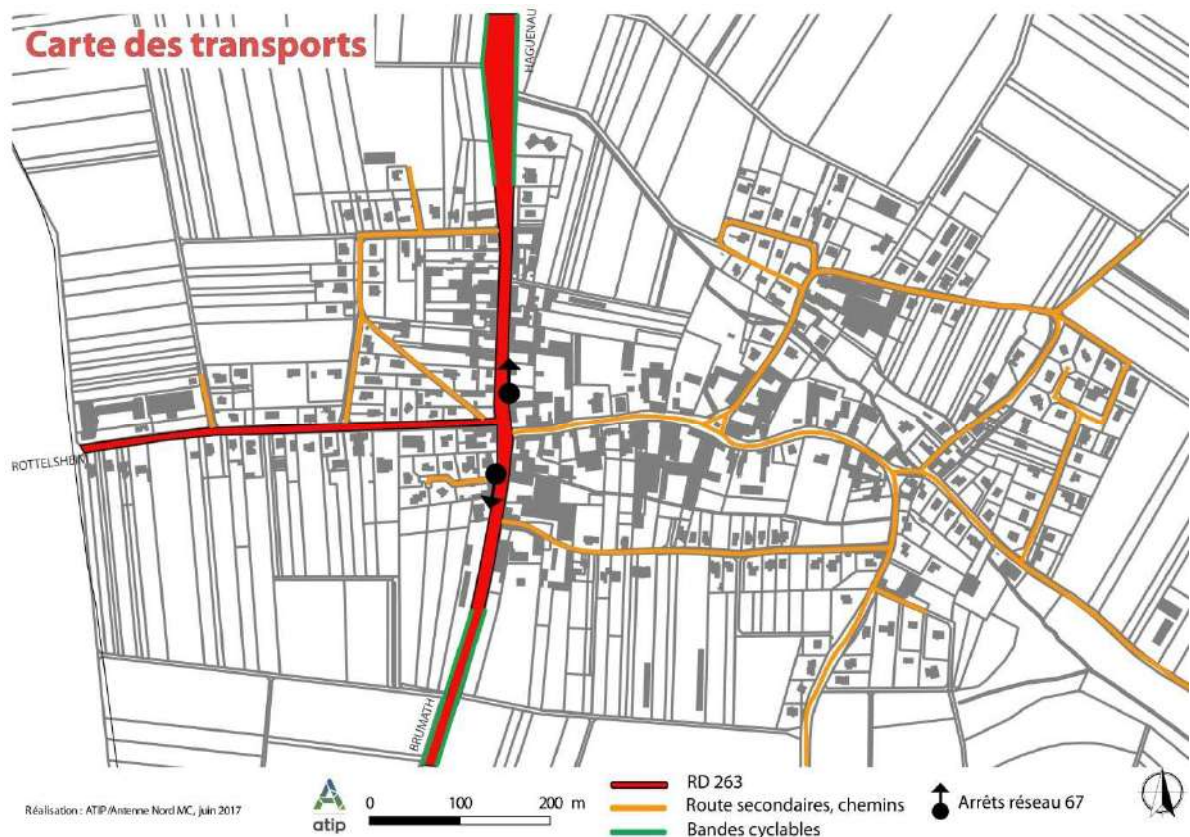 Carte des transports
HAGUENAU
ROTTELSHEIM
BRUMATH
Réalisation : ATIP/Antenne Nord MC, juin 2017
atip
0 100 200 m
RD 263
Route secondaires, chemins
Bandes cyclables
Arrêts réseau 67